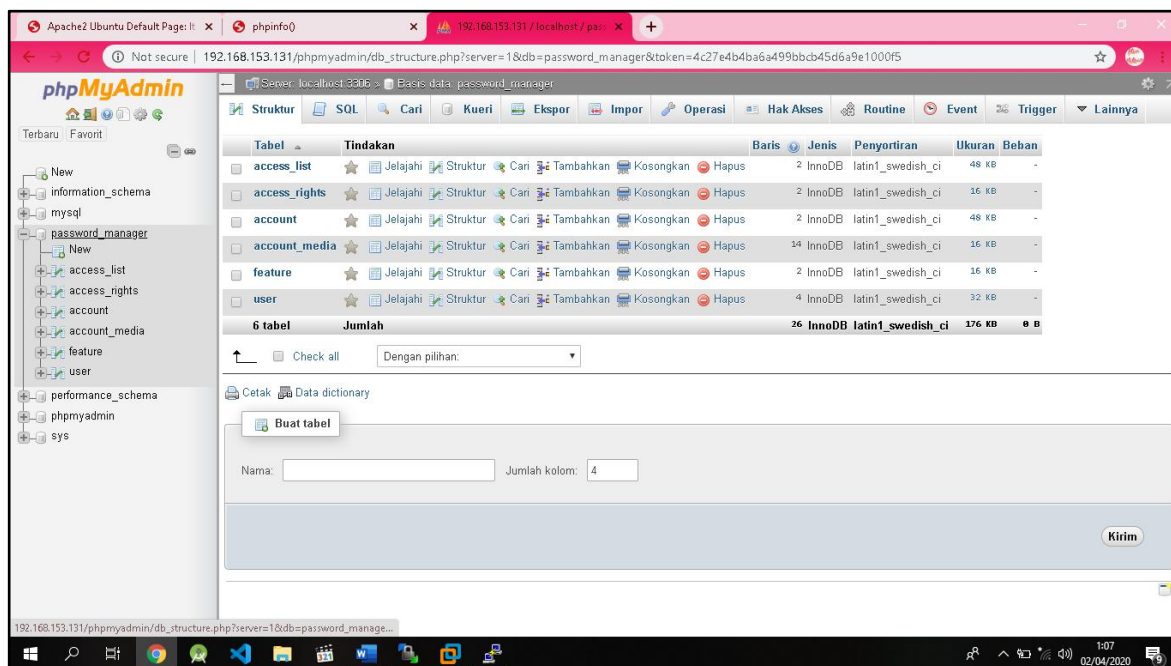 Apache2 Ubuntu Default Page: It
phpinfo()
192.168.153.131 / localhost / pas
Not secure | 192.168.153.131/phpmyadmin/db_structure.php?server=1&db=password_manager&token=4c27e4b4ba6a499bbcb45d6a9e1000f5
phpMyAdmin
Terbaru Favorit
New
information_schema
mysql
password_manager
New
access_list
access_rights
account
account_media
feature
user
performance_schema
phpmyadmin
sys
Server: localhost:3306 » Basis data: password_manager
Struktur SQL Cari Kueri Ekspor Impor Operasi Hak Akses Routine Event Trigger Lainnya
Tabel Tindakan Baris Jenis Penyortiran Ukuran Beban
access_list Jelajahi Struktur Cari Tambahkan Kosongkan Hapus 2 InnoDB latin1_swedish_ci 48 KB -
access_rights Jelajahi Struktur Cari Tambahkan Kosongkan Hapus 2 InnoDB latin1_swedish_ci 16 KB -
account Jelajahi Struktur Cari Tambahkan Kosongkan Hapus 2 InnoDB latin1_swedish_ci 48 KB -
account_media Jelajahi Struktur Cari Tambahkan Kosongkan Hapus 14 InnoDB latin1_swedish_ci 16 KB -
feature Jelajahi Struktur Cari Tambahkan Kosongkan Hapus 2 InnoDB latin1_swedish_ci 16 KB -
user Jelajahi Struktur Cari Tambahkan Kosongkan Hapus 4 InnoDB latin1_swedish_ci 32 KB -
6 tabel Jumlah 26 InnoDB latin1_swedish_ci 176 KB 0 B
Check all Dengan pilihan:
Cetak Data dictionary
Buat tabel
Nama: Jumlah kolom: 4
Kirim
192.168.153.131/phpmyadmin/db_structure.php?server=1&db=password_manage...
1:07
02/04/2020